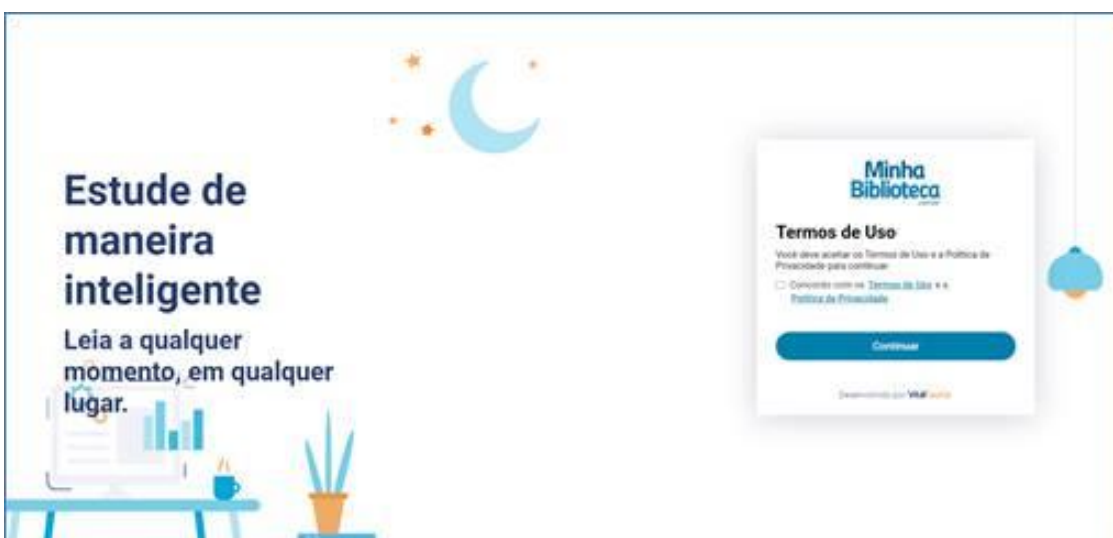 Estude de
maneira
inteligente
Leia a qualquer
momento, em qualquer
lugar.
Minha
Biblioteca
Termos de Uso
Você deve aceitar os Termos de Uso e a Política de
Privacidade para continuar
Concordo com os Termos de Uso e a
Política de Privacidade
Continuar
Desenvolvido por Vital